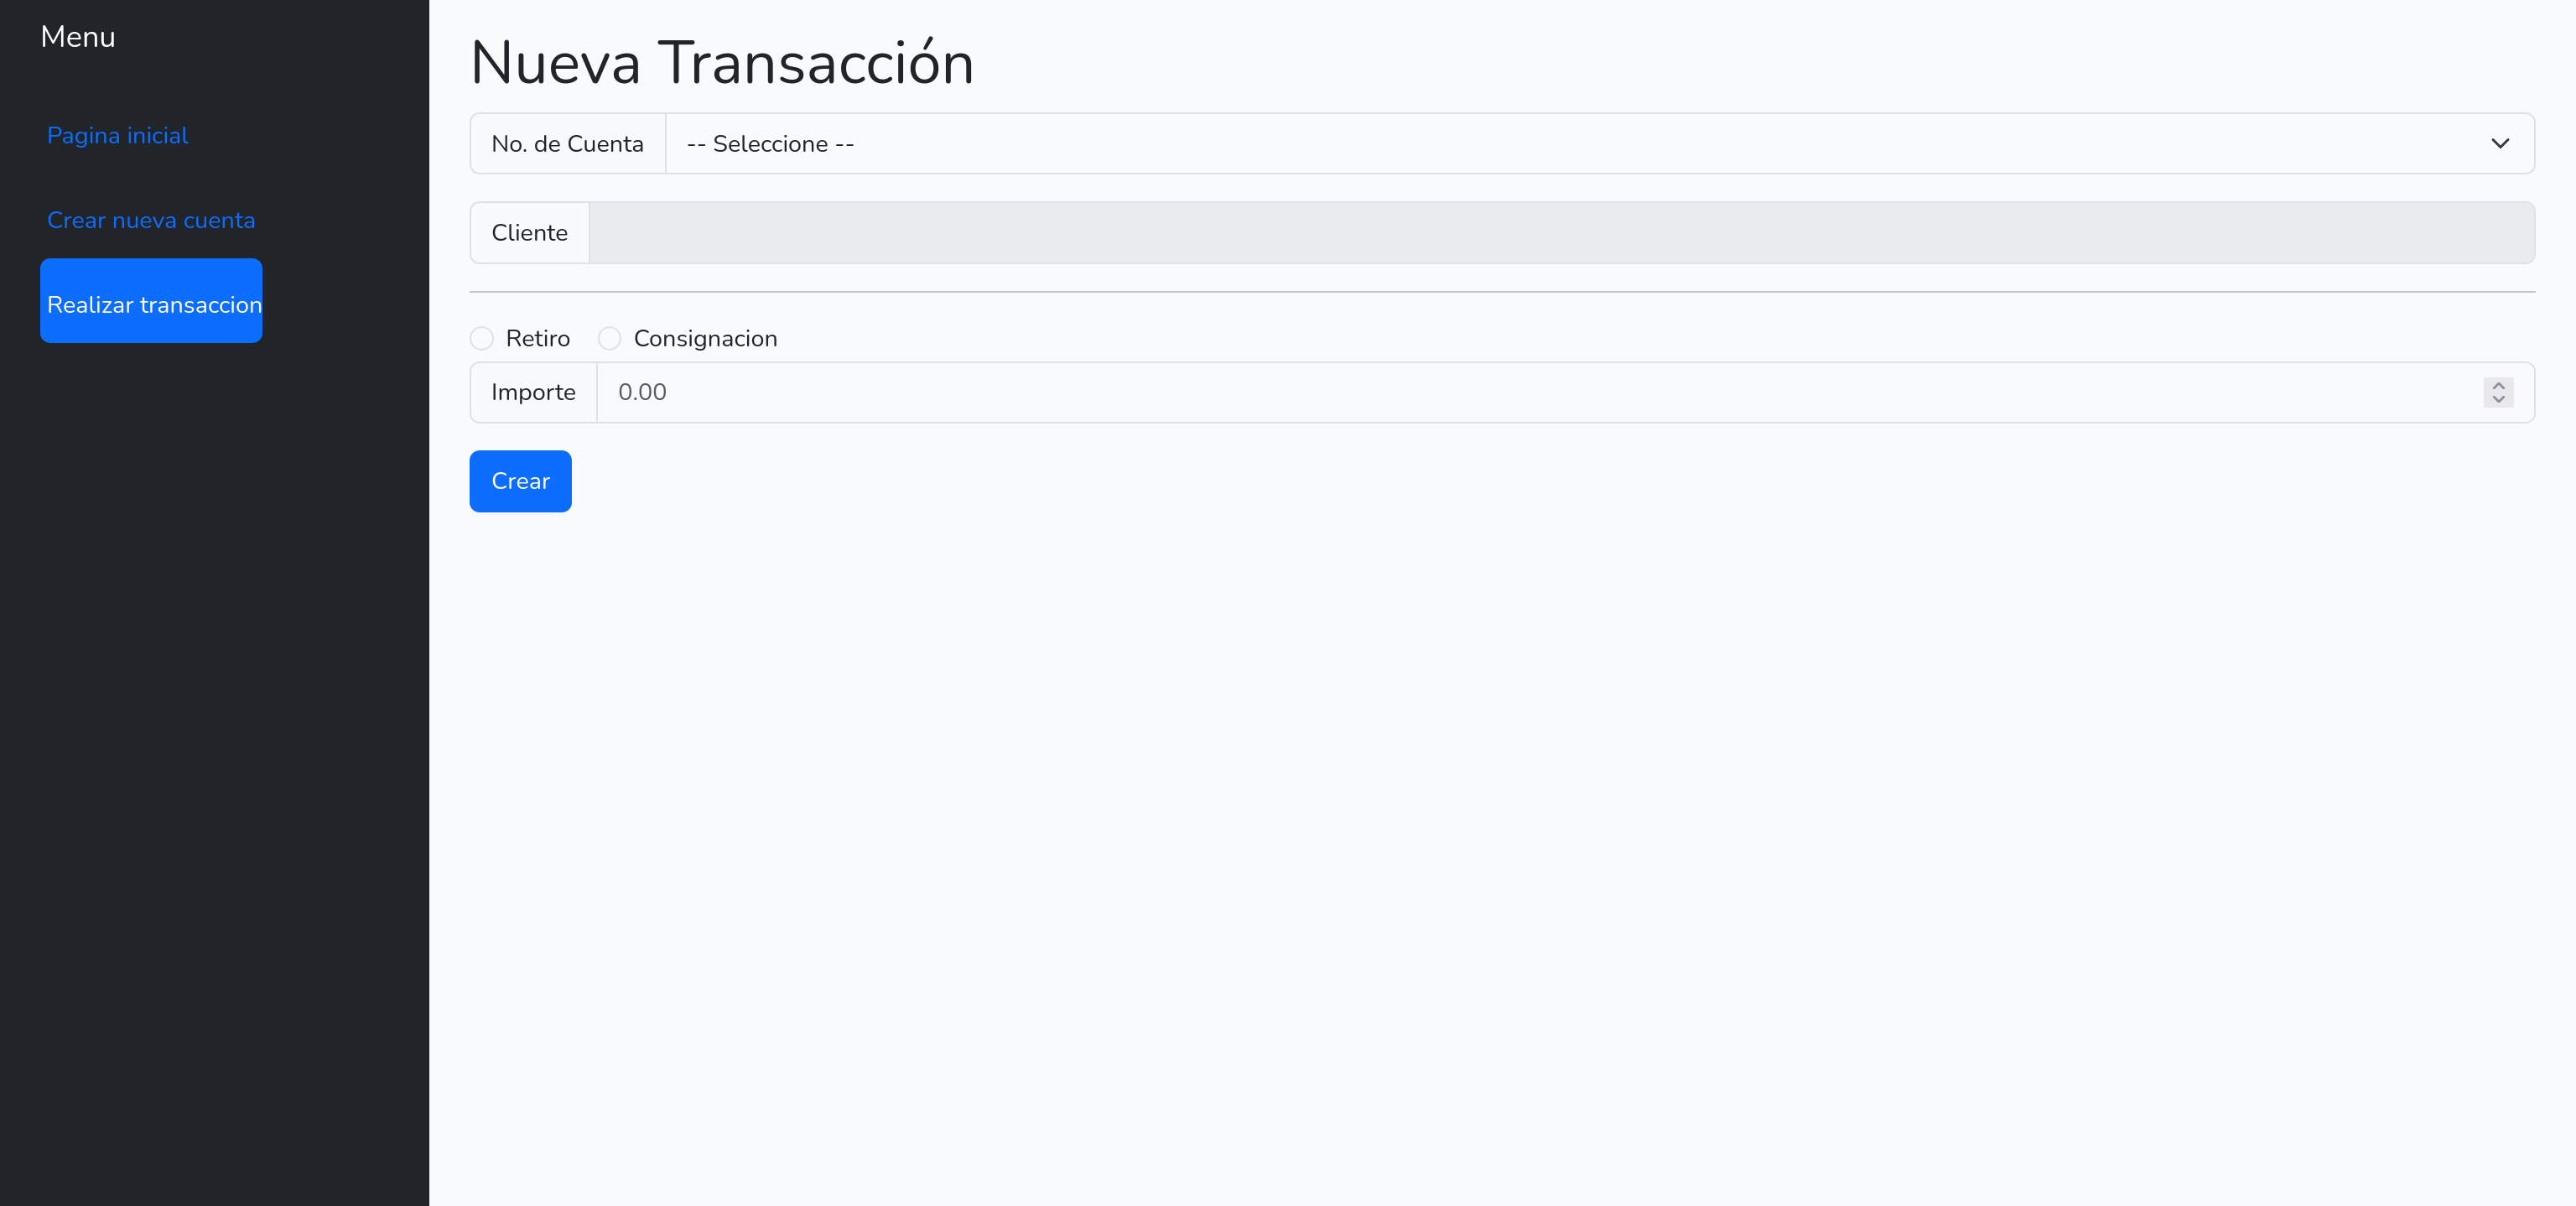 Menu
Pagina inicial
Crear nueva cuenta
Realizar transaccion
Nueva Transacción
No. de Cuenta -- Seleccione --
Cliente
Retiro Consignacion
Importe 0.00
Crear